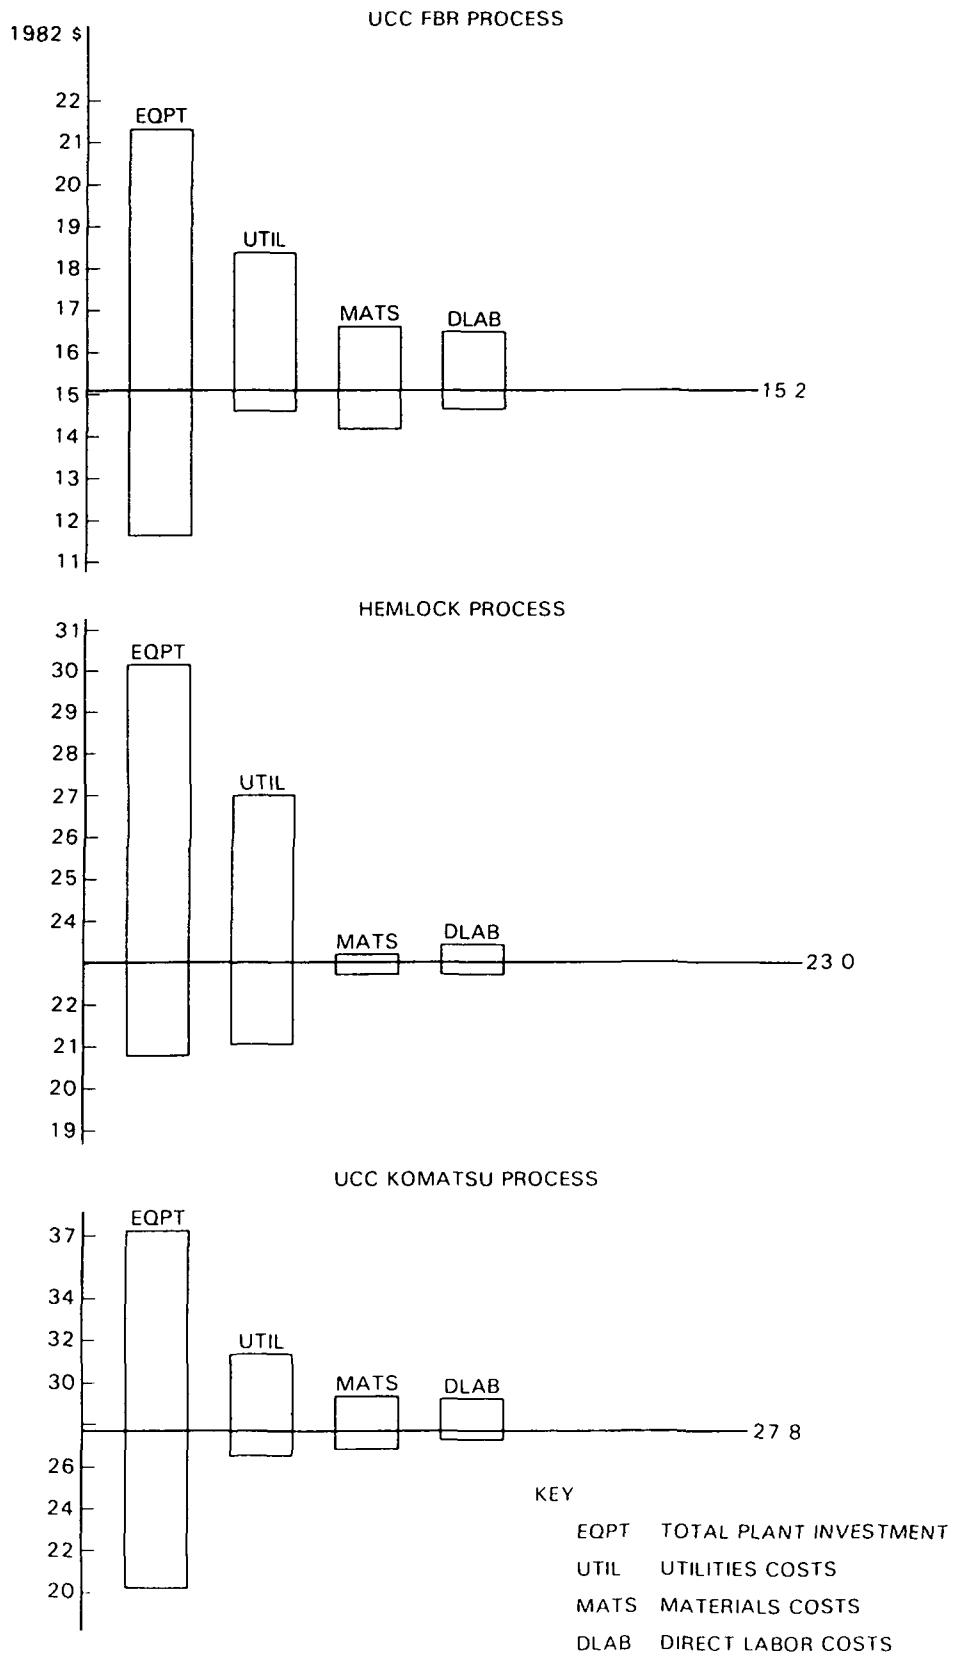 UCC FBR PROCESS
1982 $
22
21
20
19
18
17
16
15
14
13
12
11
EQPT
UTIL
MATS
DLAB
15 2
HEMLOCK PROCESS
31
30
29
28
27
26
25
24
22
21
20
19
EQPT
UTIL
MATS
DLAB
23 0
UCC KOMATSU PROCESS
37
34
32
30
26
24
22
20
EQPT
UTIL
MATS
DLAB
27 8
KEY
EQPT TOTAL PLANT INVESTMENT
UTIL UTILITIES COSTS
MATS MATERIALS COSTS
DLAB DIRECT LABOR COSTS